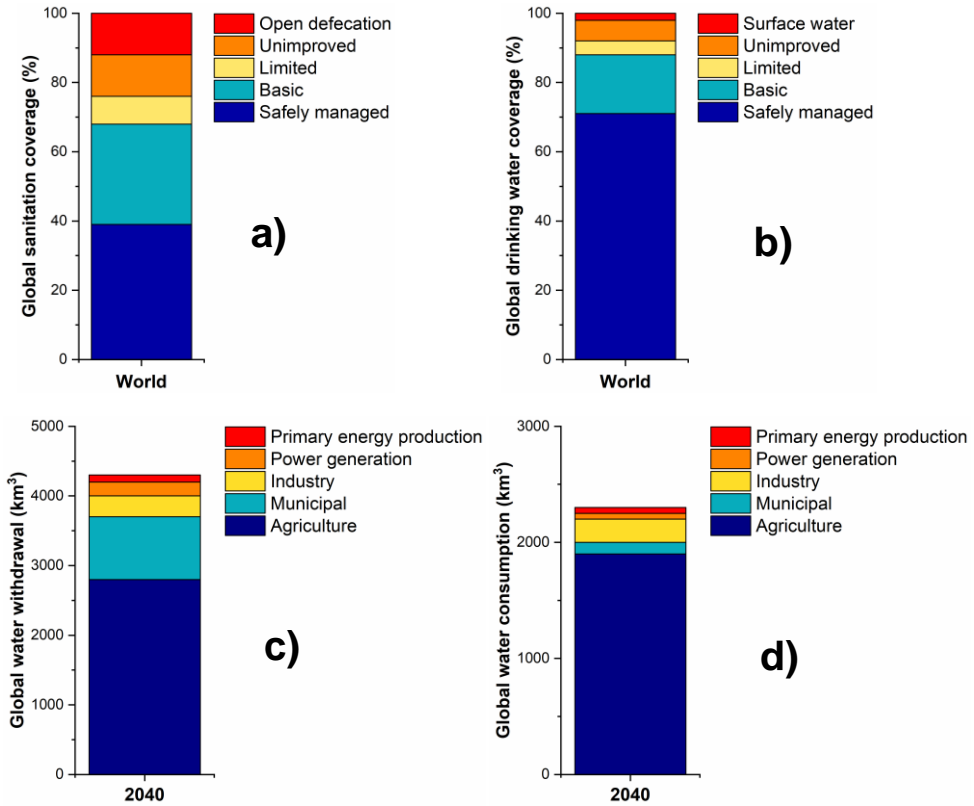 100
80
60
40
20
0
Global sanitation coverage (%)
World
Open defecation
Unimproved
Limited
Basic
Safely managed
a)
100
80
60
40
20
0
Global drinking water coverage (%)
World
Surface water
Unimproved
Limited
Basic
Safely managed
b)
5000
4000
3000
2000
1000
0
Global water withdrawal (km³)
2040
Primary energy production
Power generation
Industry
Municipal
Agriculture
c)
3000
2000
1000
0
Global water consumption (km³)
2040
Primary energy production
Power generation
Industry
Municipal
Agriculture
d)